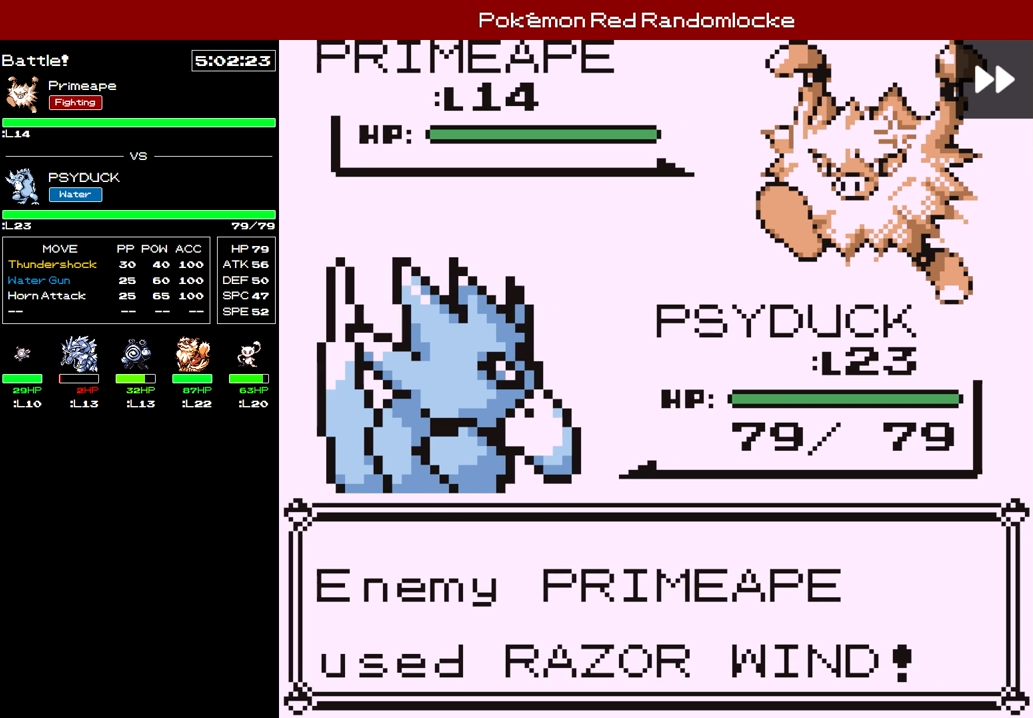 Pokémon Red Randomlocke
Battle!
5:02:23
Primeape
Fighting
:L14
VS
PSYDUCK
Water
:L23 79/79
MOVE PP POW ACC
Thundershock 30 40 100
Water Gun 25 60 100
Horn Attack 25 65 100
-- -- -- --
HP 79
ATK 56
DEF 50
SPC 47
SPE 52
29HP 2HP 32HP 87HP 63HP
:L10 :L13 :L13 :L22 :L20
PRIMEAPE
:L14
HP:
PSYDUCK
:L23
HP:
79/ 79
Enemy PRIMEAPE
used RAZOR WIND!